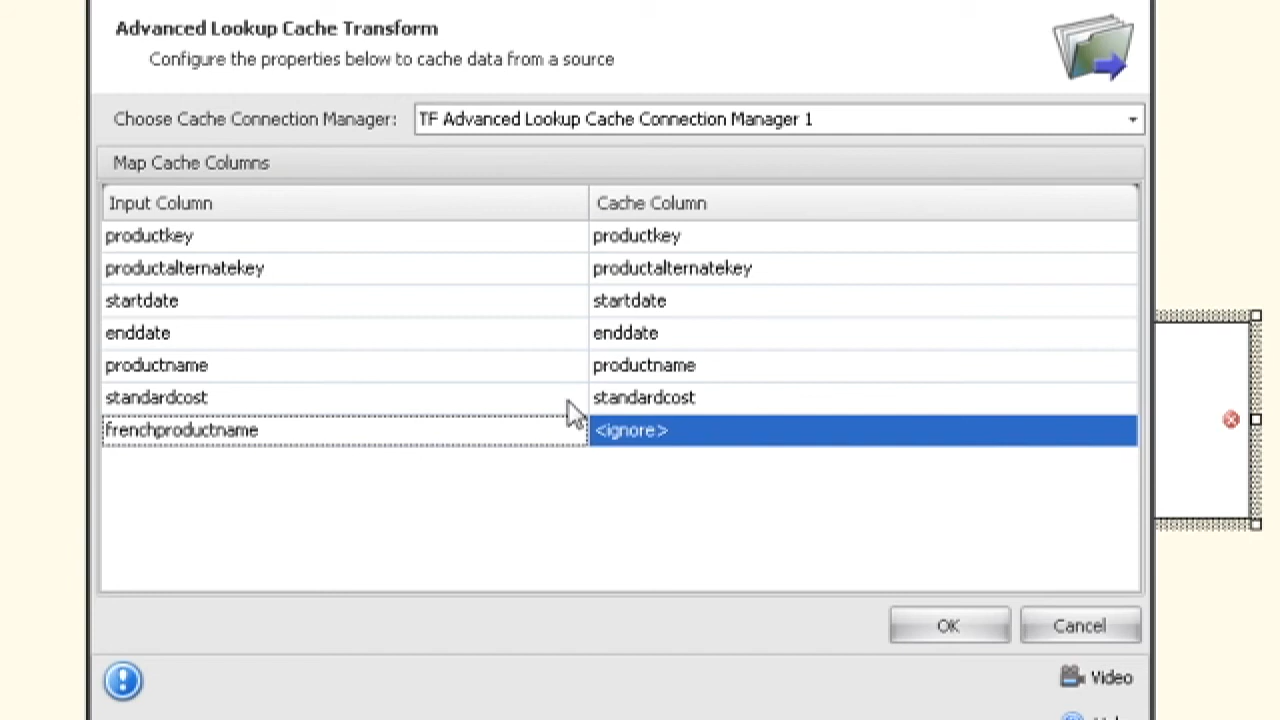 Advanced Lookup Cache Transform
Configure the properties below to cache data from a source
Choose Cache Connection Manager: TF Advanced Lookup Cache Connection Manager 1
Map Cache Columns
Input Column Cache Column
productkey productkey
productalternatekey productalternatekey
startdate startdate
enddate enddate
productname productname
standardcost standardcost
frenchproductname <ignore>
OK Cancel
Video